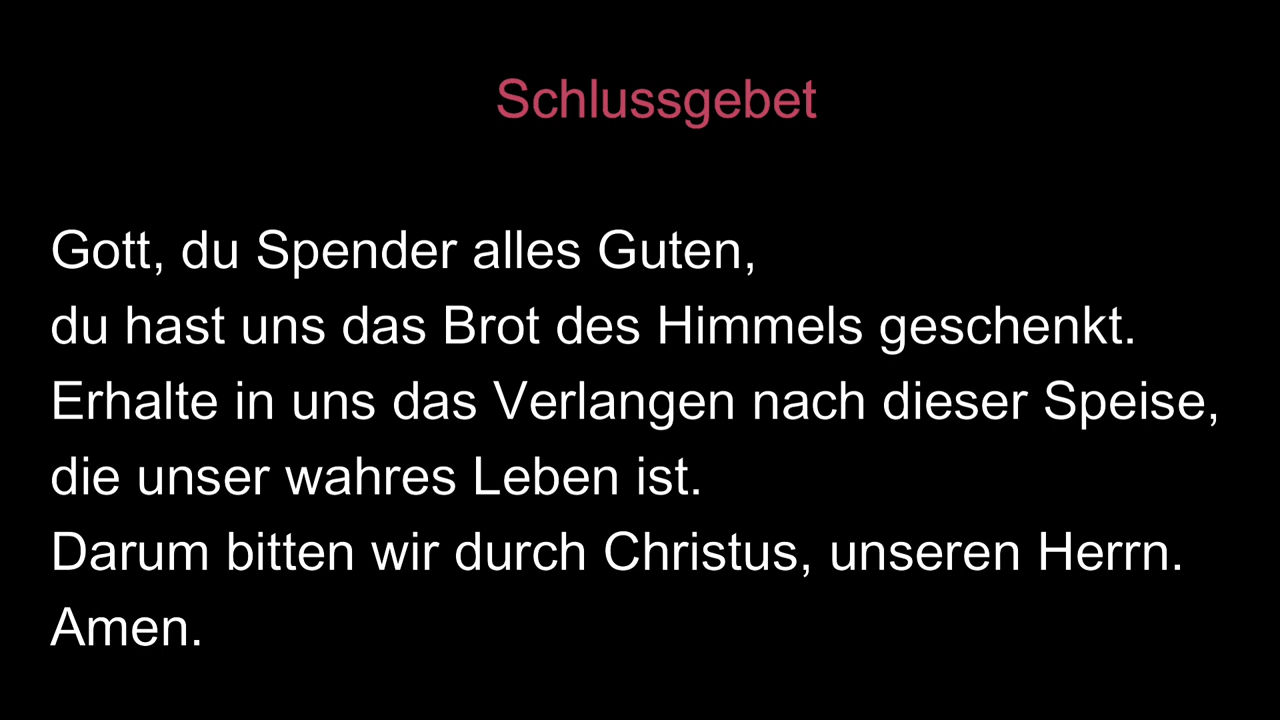 Schlussgebet
Gott, du Spender alles Guten,
du hast uns das Brot des Himmels geschenkt.
Erhalte in uns das Verlangen nach dieser Speise,
die unser wahres Leben ist.
Darum bitten wir durch Christus, unseren Herrn.
Amen.